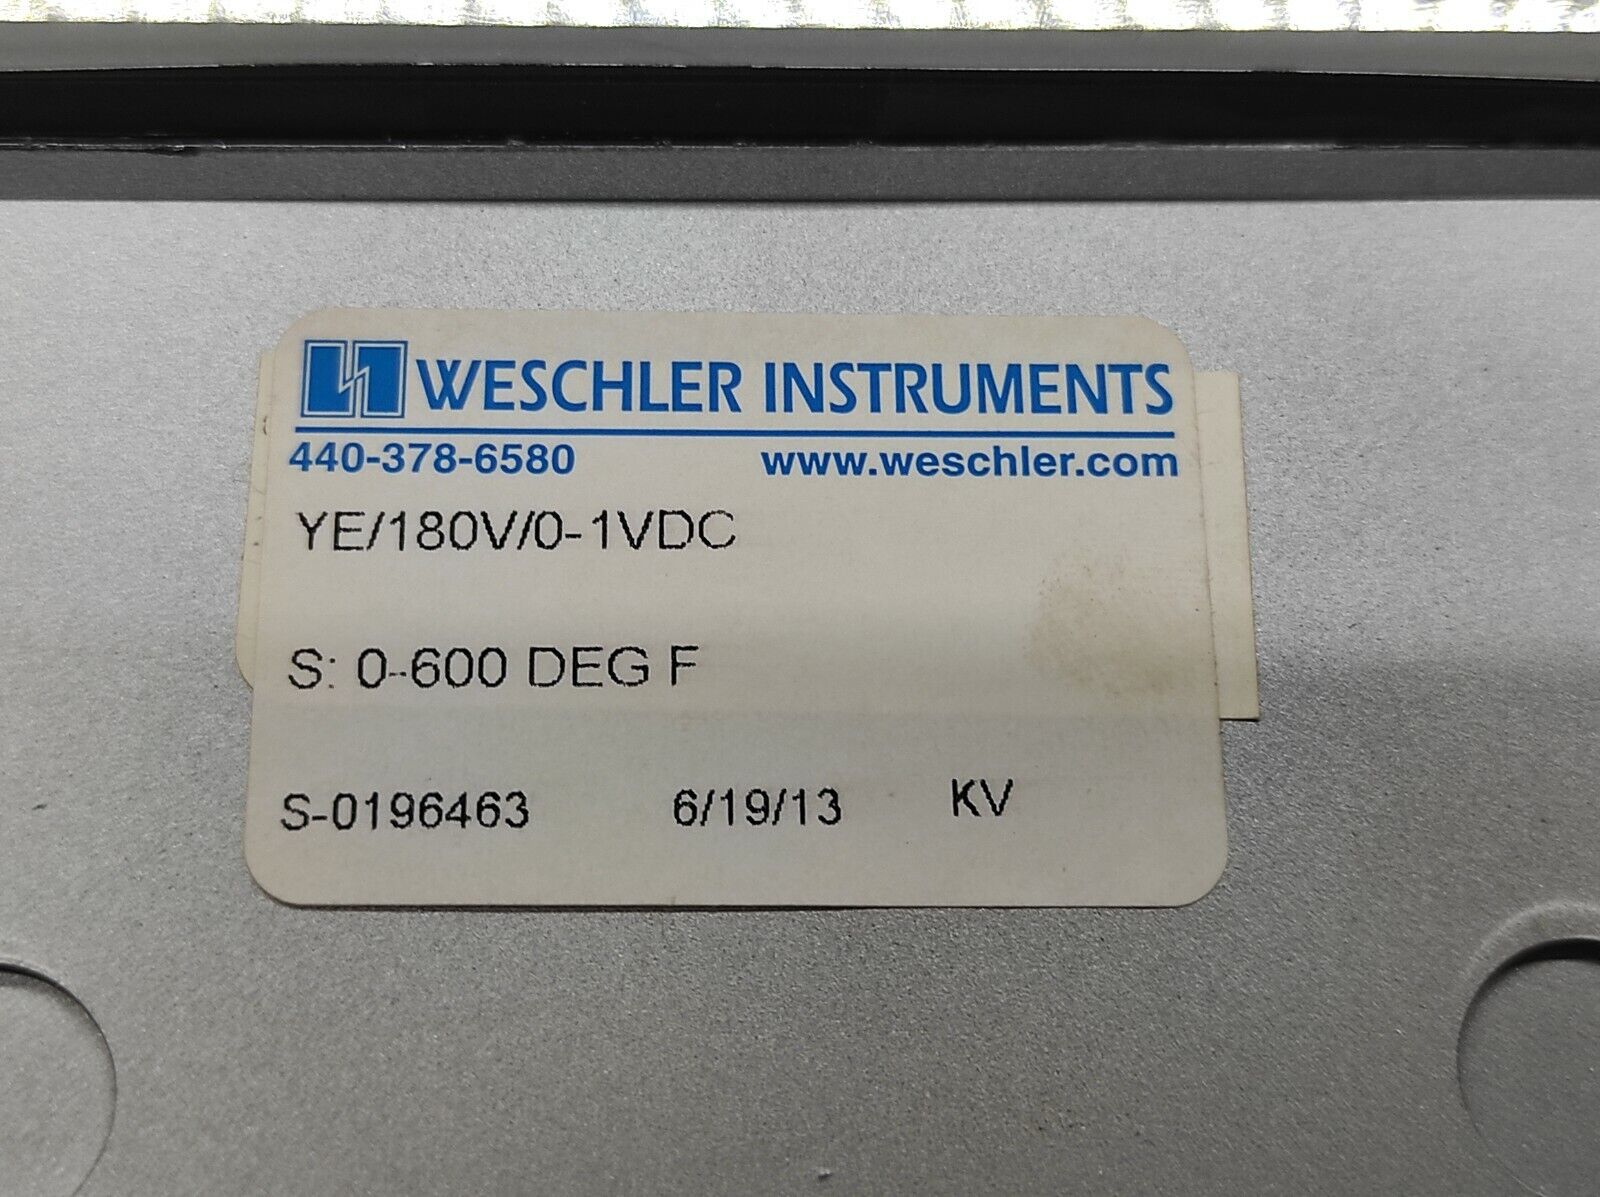 WESCHLER INSTRUMENTS
440-378-6580 www.weschler.com
YE/180V/0-1VDC
S: 0-600 DEG F
S-0196463 6/19/13 KV